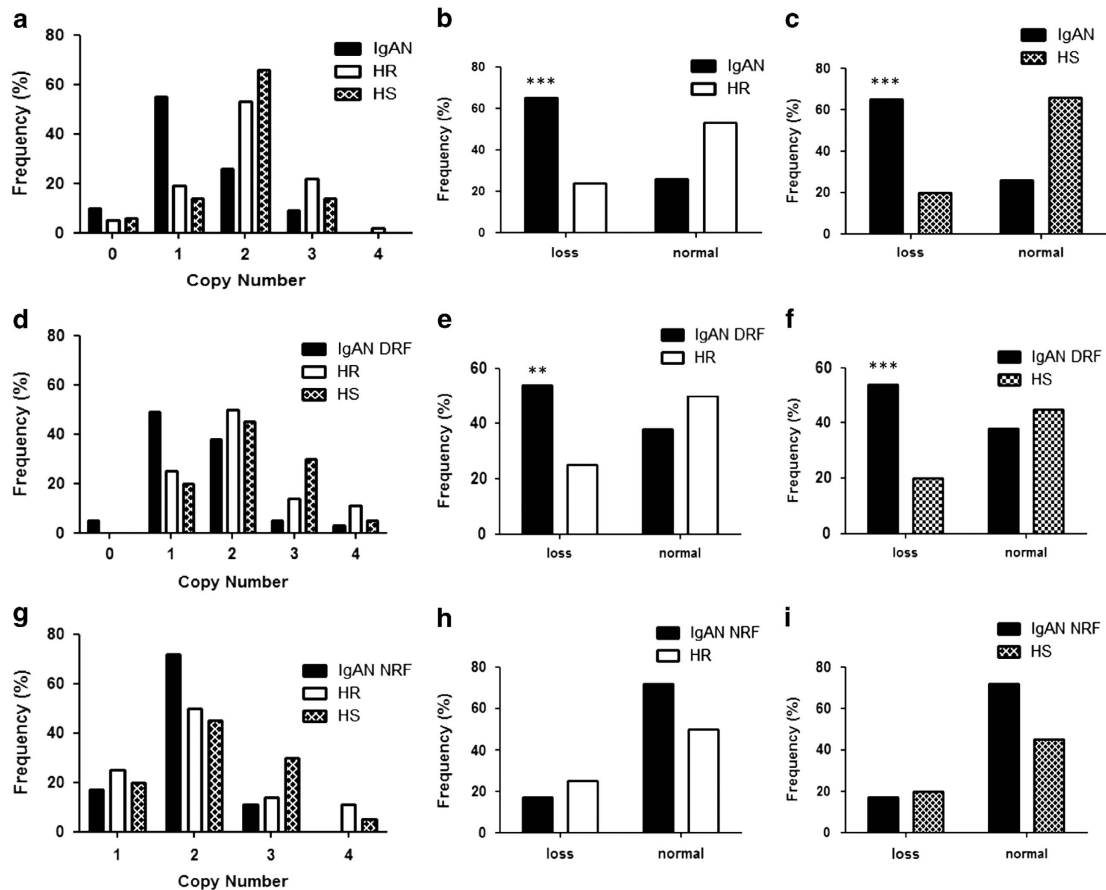 a
Frequency (%)
80
60
40
20
0
0 1 2 3 4
Copy Number
IgAN
HR
HS
b
Frequency (%)
80
60
40
20
0
***
loss normal
IgAN
HR
c
Frequency (%)
80
60
40
20
0
***
loss normal
IgAN
HS
d
Frequency (%)
80
60
40
20
0
0 1 2 3 4
Copy Number
IgAN DRF
HR
HS
e
Frequency (%)
60
40
20
0
**
loss normal
IgAN DRF
HR
f
Frequency (%)
60
40
20
0
***
loss normal
IgAN DRF
HS
g
Frequency (%)
80
60
40
20
0
1 2 3 4
Copy Number
IgAN NRF
HR
HS
h
Frequency (%)
80
60
40
20
0
loss normal
IgAN NRF
HR
i
Frequency (%)
80
60
40
20
0
loss normal
IgAN NRF
HS